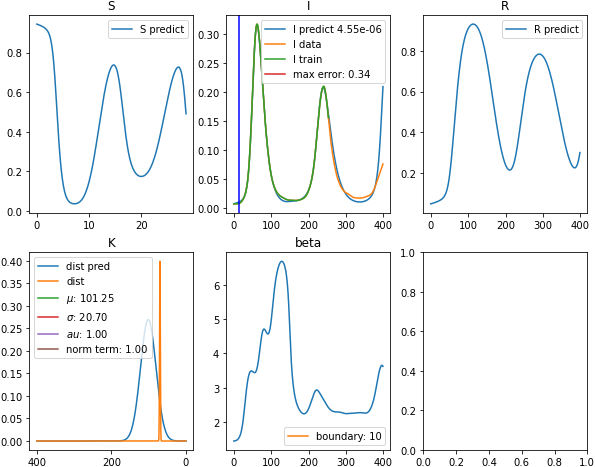 S
I
R
S predict
I predict 4.55e-06
I data
I train
max error: 0.34
R predict
0.8
0.6
0.4
0.2
0.0
0.30
0.25
0.20
0.15
0.10
0.05
0.00
0.8
0.6
0.4
0.2
0 10 20
0 100 200 300 400
0 100 200 300 400
K
beta
dist pred
dist
μ: 101.25
σ: 20.70
au: 1.00
norm term: 1.00
boundary: 10
0.40
0.35
0.30
0.25
0.20
0.15
0.10
0.05
0.00
6
5
4
3
2
1.0
0.8
0.6
0.4
0.2
0.0
400 200 0
0 100 200 300 400
0.0 0.2 0.4 0.6 0.8 1.0